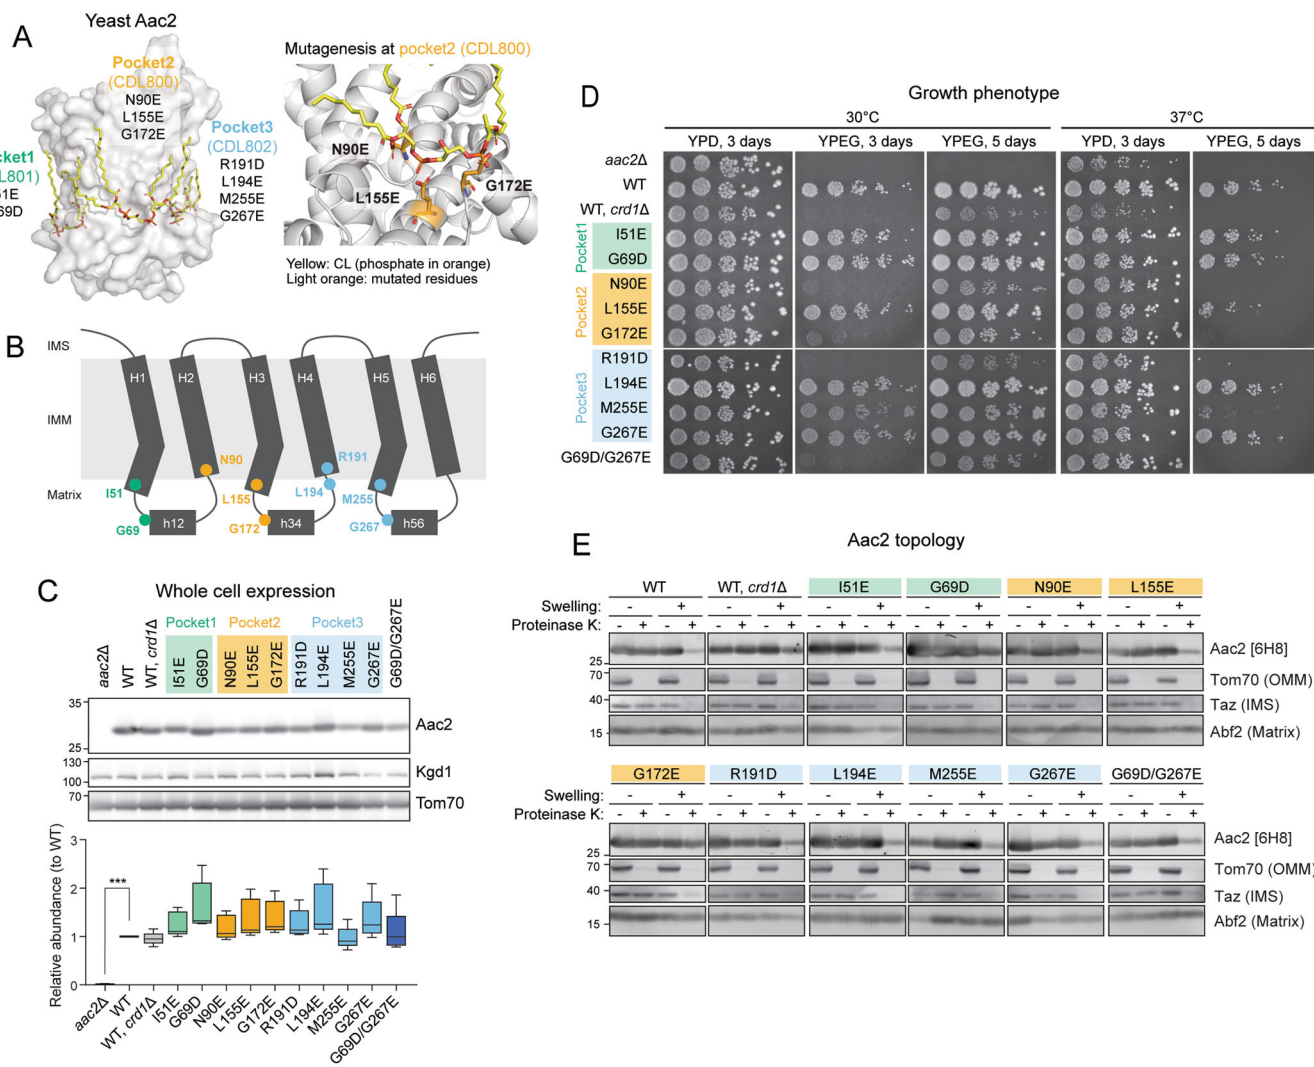 A
Yeast Aac2
Pocket2
(CDL800)
N90E
L155E
G172E
Pocket3
(CDL802)
R191D
L194E
M255E
G267E
Mutagenesis at pocket2 (CDL800)
N90E
L155E
G172E
Yellow: CL (phosphate in orange)
Light orange: mutated residues
B
IMS
IMM
Matrix
H1 H2 H3 H4 H5 H6
I51
G69
h12
N90
L155
G172
h34
R191
L194
M255
G267
h56
C
Whole cell expression
Pocket1 Pocket2 Pocket3
aac2Δ WT WT, crd1Δ I51E G69D N90E L155E G172E R191D L194E M255E G267E G69D/G267E
35
25
Aac2
130
100
Kgd1
70
Tom70
Relative abundance (to WT)
3
2
1
0
***
aac2Δ WT WT, crd1Δ I51E G69D N90E L155E G172E R191D L194E M255E G267E G69D/G267E
D
Growth phenotype
30°C 37°C
YPD, 3 days YPEG, 3 days YPEG, 5 days YPD, 3 days YPEG, 5 days
aac2Δ
WT
WT, crd1Δ
Pocket1
I51E
G69D
Pocket2
N90E
L155E
G172E
Pocket3
R191D
L194E
M255E
G267E
G69D/G267E
E
Aac2 topology
WT WT, crd1Δ I51E G69D N90E L155E
Swelling: - + - + - + - + - + - +
Proteinase K: - + - + - + - + - + - + - + - + - + - + - + - +
25
Aac2 [6H8]
70
Tom70 (OMM)
40
Taz (IMS)
15
Abf2 (Matrix)
G172E R191D L194E M255E G267E G69D/G267E
Swelling: - + - + - + - + - + - +
Proteinase K: - + - + - + - + - + - + - + - + - + - + - + - +
25
Aac2 [6H8]
70
Tom70 (OMM)
40
Taz (IMS)
15
Abf2 (Matrix)